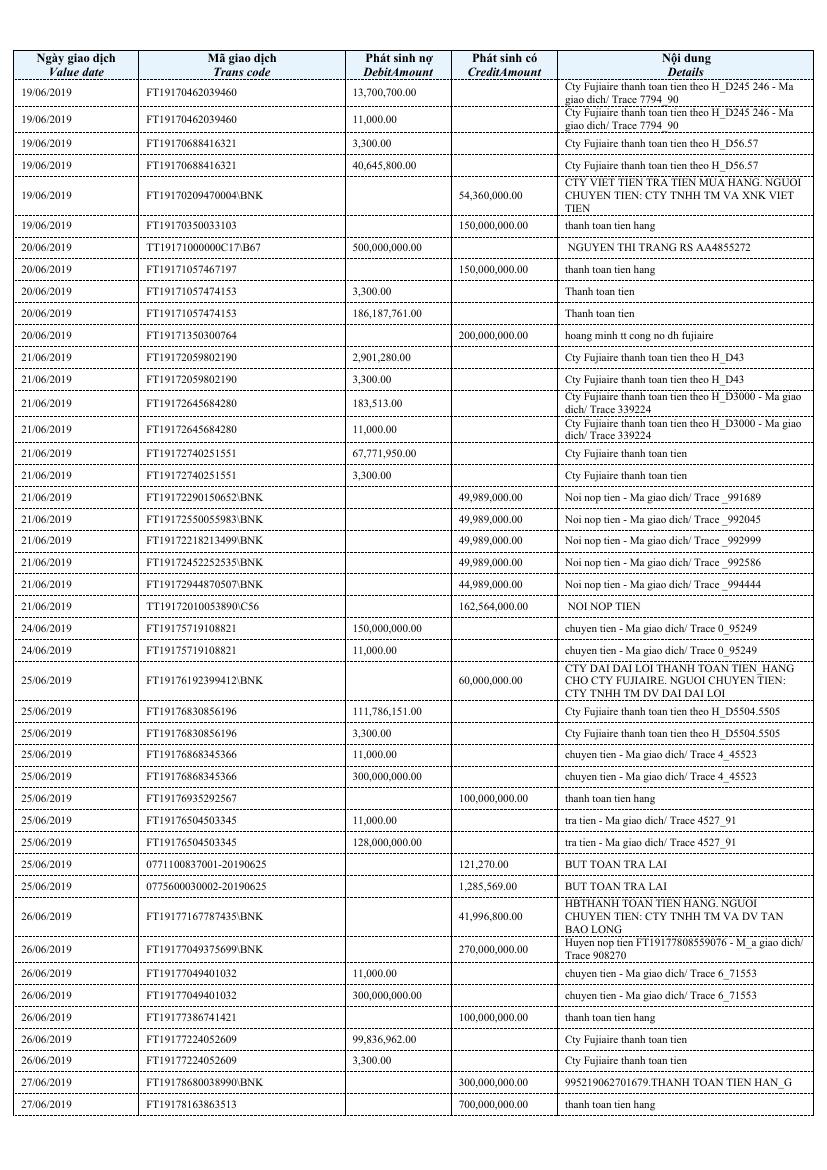 Ngày giao dịch Mã giao dịch Phát sinh nợ Phát sinh có Nội dung
Value date Trans code DebitAmount CreditAmount Details
19/06/2019 FT19170462039460 13,700,700.00 Cty Fujiaire thanh toan tien theo H_D245 246 - Ma
giao dich/ Trace 7794_90
19/06/2019 FT19170462039460 11,000.00 Cty Fujiaire thanh toan tien theo H_D245 246 - Ma
giao dich/ Trace 7794_90
19/06/2019 FT19170688416321 3,300.00 Cty Fujiaire thanh toan tien theo H_D56.57
19/06/2019 FT19170688416321 40,645,800.00 Cty Fujiaire thanh toan tien theo H_D56.57
19/06/2019 FT19170209470004\BNK 54,360,000.00 CTY VIET TIEN TRA TIEN MUA HANG. NGUOI
CHUYEN TIEN: CTY TNHH TM VA XNK VIET
TIEN
19/06/2019 FT19170350033103 150,000,000.00 thanh toan tien hang
20/06/2019 TT19171000000C17\B67 500,000,000.00 NGUYEN THI TRANG RS AA4855272
20/06/2019 FT19171057467197 150,000,000.00 thanh toan tien hang
20/06/2019 FT19171057474153 3,300.00 Thanh toan tien
20/06/2019 FT19171057474153 186,187,761.00 Thanh toan tien
20/06/2019 FT19171350300764 200,000,000.00 hoang minh tt cong no dh fujiaire
21/06/2019 FT19172059802190 2,901,280.00 Cty Fujiaire thanh toan tien theo H_D43
21/06/2019 FT19172059802190 3,300.00 Cty Fujiaire thanh toan tien theo H_D43
21/06/2019 FT19172645684280 183,513.00 Cty Fujiaire thanh toan tien theo H_D3000 - Ma giao
dich/ Trace 339224
21/06/2019 FT19172645684280 11,000.00 Cty Fujiaire thanh toan tien theo H_D3000 - Ma giao
dich/ Trace 339224
21/06/2019 FT19172740251551 67,771,950.00 Cty Fujiaire thanh toan tien
21/06/2019 FT19172740251551 3,300.00 Cty Fujiaire thanh toan tien
21/06/2019 FT19172290150652\BNK 49,989,000.00 Noi nop tien - Ma giao dich/ Trace _991689
21/06/2019 FT19172550055983\BNK 49,989,000.00 Noi nop tien - Ma giao dich/ Trace _992045
21/06/2019 FT19172218213499\BNK 49,989,000.00 Noi nop tien - Ma giao dich/ Trace _992999
21/06/2019 FT19172452252535\BNK 49,989,000.00 Noi nop tien - Ma giao dich/ Trace _992586
21/06/2019 FT19172944870507\BNK 44,989,000.00 Noi nop tien - Ma giao dich/ Trace _994444
21/06/2019 TT19172010053890\C56 162,564,000.00 NOI NOP TIEN
24/06/2019 FT19175719108821 150,000,000.00 chuyen tien - Ma giao dich/ Trace 0_95249
24/06/2019 FT19175719108821 11,000.00 chuyen tien - Ma giao dich/ Trace 0_95249
25/06/2019 FT19176192399412\BNK 60,000,000.00 CTY DAI DAI LOI THANH TOAN TIEN_HANG
CHO CTY FUJIAIRE. NGUOI CHUYEN TIEN:
CTY TNHH TM DV DAI DAI LOI
25/06/2019 FT19176830856196 111,786,151.00 Cty Fujiaire thanh toan tien theo H_D5504.5505
25/06/2019 FT19176830856196 3,300.00 Cty Fujiaire thanh toan tien theo H_D5504.5505
25/06/2019 FT19176868345366 11,000.00 chuyen tien - Ma giao dich/ Trace 4_45523
25/06/2019 FT19176868345366 300,000,000.00 chuyen tien - Ma giao dich/ Trace 4_45523
25/06/2019 FT19176935292567 100,000,000.00 thanh toan tien hang
25/06/2019 FT19176504503345 11,000.00 tra tien - Ma giao dich/ Trace 4527_91
25/06/2019 FT19176504503345 128,000,000.00 tra tien - Ma giao dich/ Trace 4527_91
25/06/2019 0771100837001-20190625 121,270.00 BUT TOAN TRA LAI
25/06/2019 0775600030002-20190625 1,285,569.00 BUT TOAN TRA LAI
26/06/2019 FT19177167787435\BNK 41,996,800.00 HBTHANH TOAN TIEN HANG. NGUOI
CHUYEN TIEN: CTY TNHH TM VA DV TAN
BAO LONG
26/06/2019 FT19177049375699\BNK 270,000,000.00 Huyen nop tien FT19177808559076 - M_a giao dich/
Trace 908270
26/06/2019 FT19177049401032 11,000.00 chuyen tien - Ma giao dich/ Trace 6_71553
26/06/2019 FT19177049401032 300,000,000.00 chuyen tien - Ma giao dich/ Trace 6_71553
26/06/2019 FT19177386741421 100,000,000.00 thanh toan tien hang
26/06/2019 FT19177224052609 99,836,962.00 Cty Fujiaire thanh toan tien
26/06/2019 FT19177224052609 3,300.00 Cty Fujiaire thanh toan tien
27/06/2019 FT19178680038990\BNK 300,000,000.00 995219062701679.THANH TOAN TIEN HAN_G
27/06/2019 FT19178163863513 700,000,000.00 thanh toan tien hang